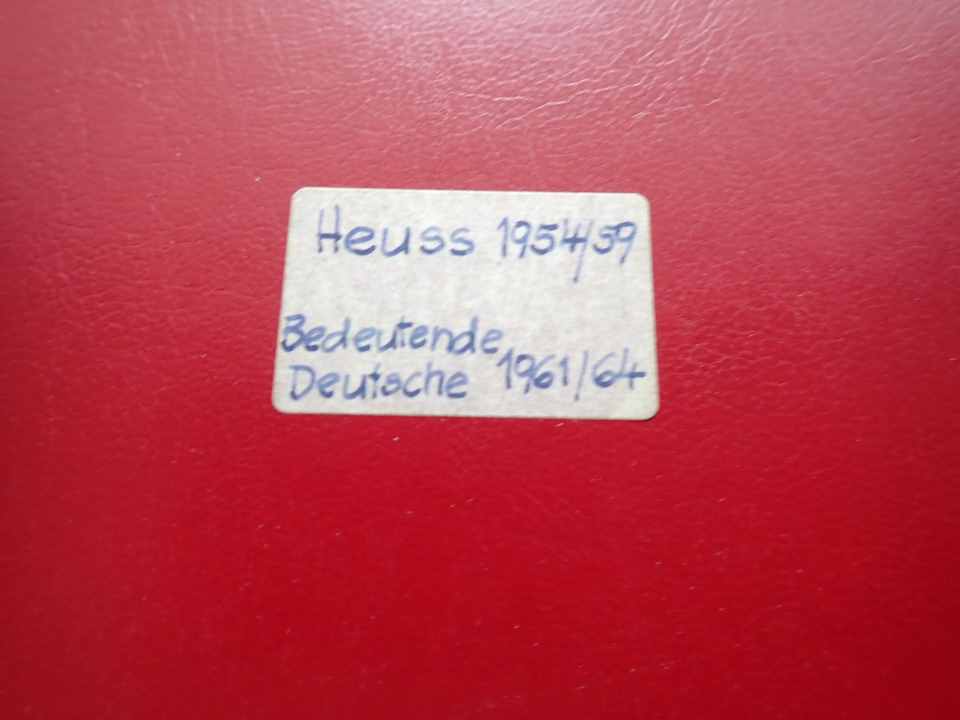 Heuss 1954/59
Bedeutende
Deutsche 1961/64